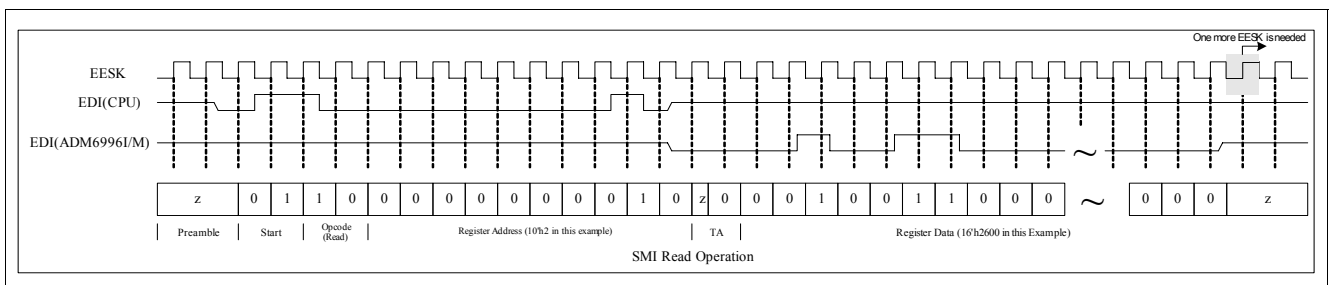 One more EESK is needed
EESK
EDI(CPU)
EDI(ADM6996I/M)
~
z 0 1 1 0 0 0 0 0 0 0 0 0 1 0 z 0 0 0 1 0 0 1 1 0 0 0 ~ 0 0 0 z
Preamble Start Opcode (Read) Register Address (10'h2 in this example) TA Register Data (16'h2600 in this Example)
SMI Read Operation